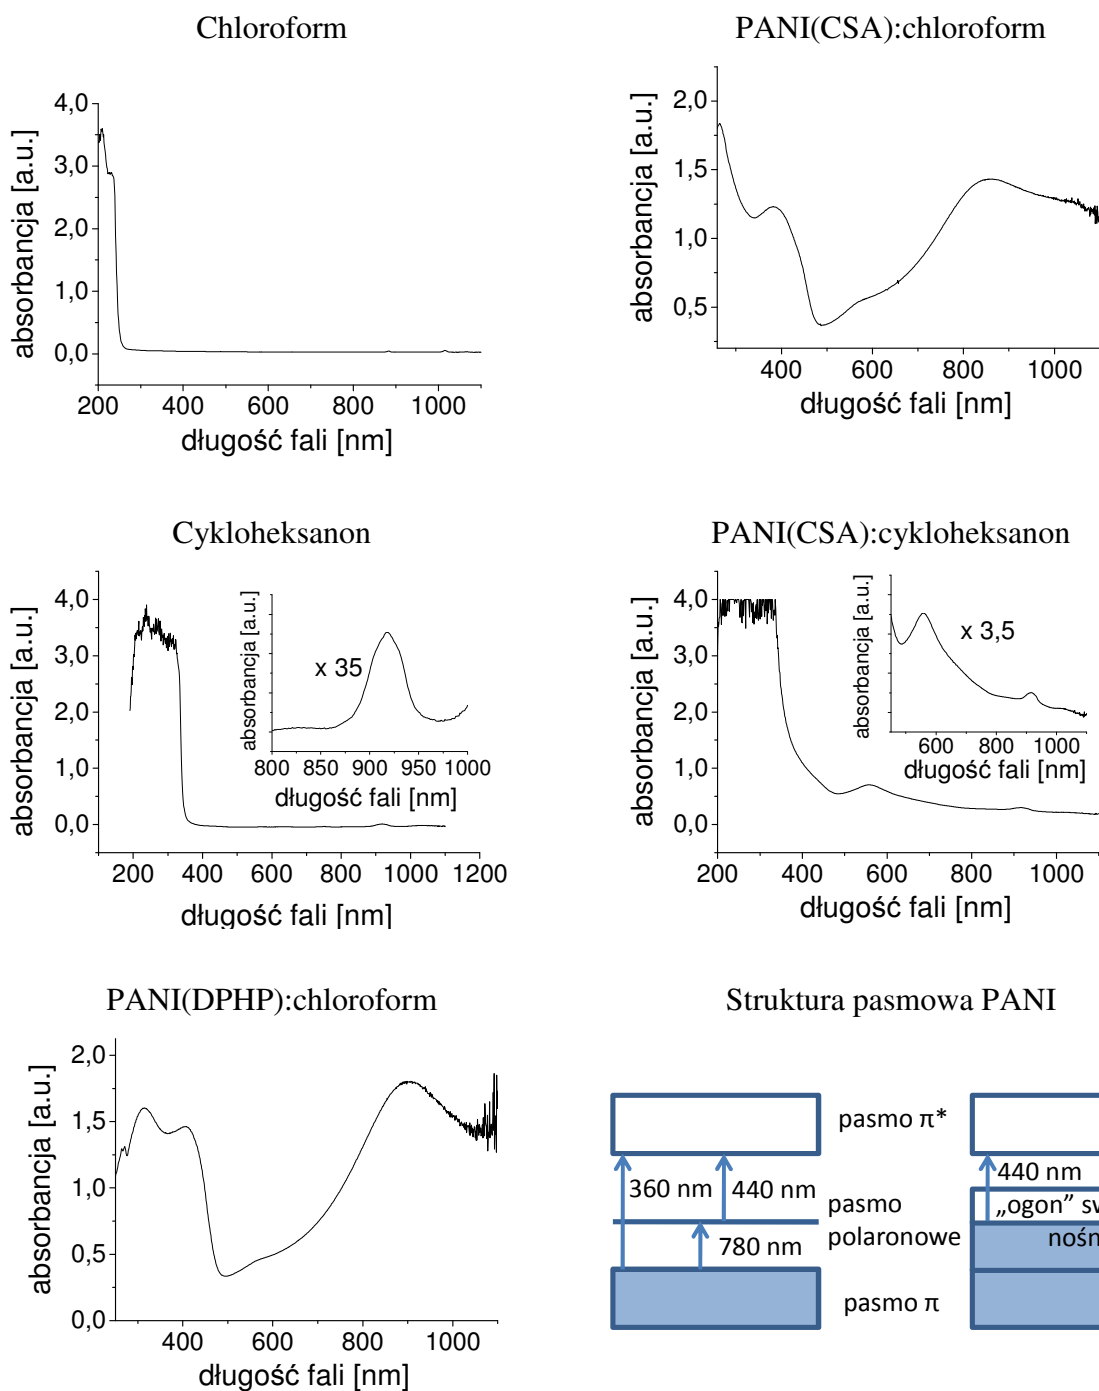 Chloroform
absorbancja [a.u.]
4,0
3,0
2,0
1,0
0,0
200 400 600 800 1000
długość fali [nm]
PANI(CSA):chloroform
absorbancja [a.u.]
2,0
1,5
1,0
0,5
400 600 800 1000
długość fali [nm]
Cykloheksanon
absorbancja [a.u.]
4,0
3,0
2,0
1,0
0,0
200 400 600 800 1000 1200
długość fali [nm]
absorbancja [a.u.]
x 35
800 850 900 950 1000
długość fali [nm]
PANI(CSA):cykloheksanon
absorbancja [a.u.]
4,0
3,0
2,0
1,0
0,0
200 400 600 800 1000
długość fali [nm]
absorbancja [a.u.]
x 3,5
600 800 1000
długość fali [nm]
PANI(DPHP):chloroform
absorbancja [a.u.]
2,0
1,5
1,0
0,5
0,0
400 600 800 1000
długość fali [nm]
Struktura pasmowa PANI
pasmo π*
360 nm 440 nm
pasmo
polaronowe
780 nm
pasmo π
440 nm
„ogon” sw
nośn